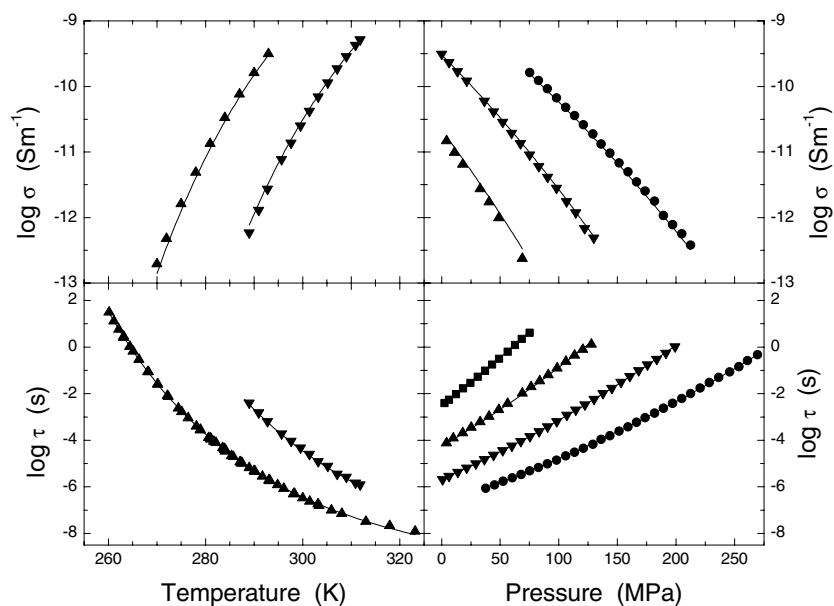 -9
-10
-11
-12
-13
log σ (Sm⁻¹)
-9
-10
-11
-12
-13
log σ (Sm⁻¹)
2
0
-2
-4
-6
-8
log τ (s)
2
0
-2
-4
-6
-8
log τ (s)
260 280 300 320
0 50 100 150 200 250
Temperature (K)
Pressure (MPa)